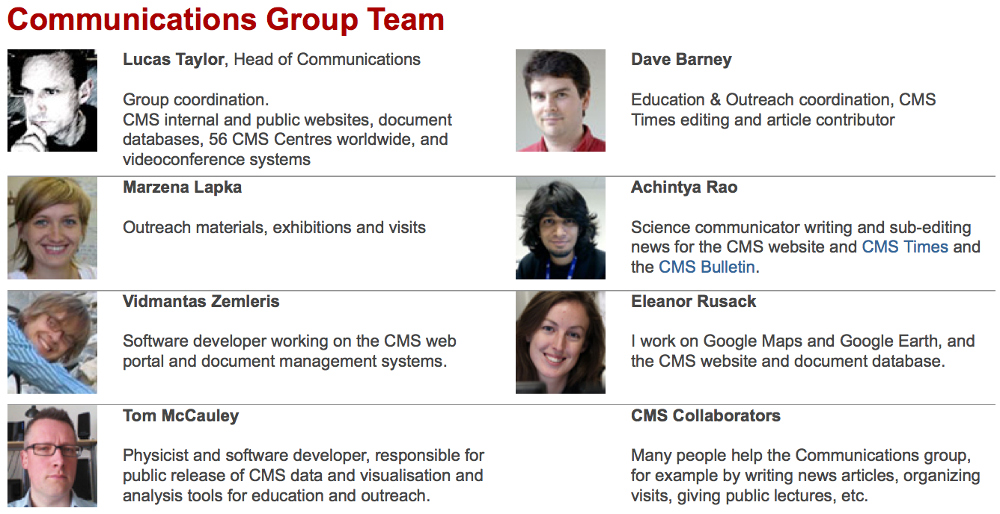 Communications Group Team
Lucas Taylor, Head of Communications
Group coordination.
CMS internal and public websites, document
databases, 56 CMS Centres worldwide, and
videoconference systems
Dave Barney
Education & Outreach coordination, CMS
Times editing and article contributor
Marzena Lapka
Outreach materials, exhibitions and visits
Achintya Rao
Science communicator writing and sub-editing
news for the CMS website and CMS Times and
the CMS Bulletin.
Vidmantas Zemleris
Software developer working on the CMS web
portal and document management systems.
Eleanor Rusack
I work on Google Maps and Google Earth, and
the CMS website and document database.
Tom McCauley
Physicist and software developer, responsible for
public release of CMS data and visualisation and
analysis tools for education and outreach.
CMS Collaborators
Many people help the Communications group,
for example by writing news articles, organizing
visits, giving public lectures, etc.